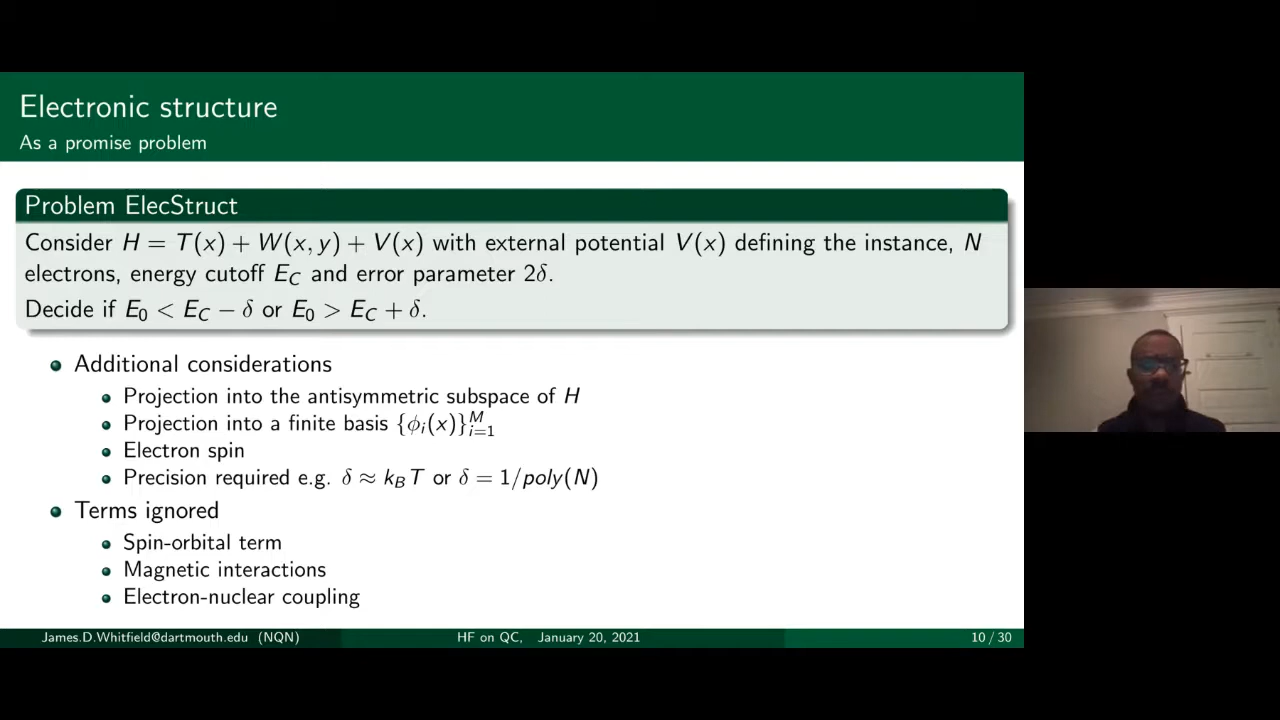 Electronic structure
As a promise problem
Problem ElecStruct
Consider H = T(x) + W(x, y) + V(x) with external potential V(x) defining the instance, N
electrons, energy cutoff E_C and error parameter 2δ.
Decide if E_0 < E_C − δ or E_0 > E_C + δ.
Additional considerations
Projection into the antisymmetric subspace of H
Projection into a finite basis {ϕ_i(x)}_{i=1}^M
Electron spin
Precision required e.g. δ ≈ k_B T or δ = 1/poly(N)
Terms ignored
Spin-orbital term
Magnetic interactions
Electron-nuclear coupling
James.D.Whitfield@dartmouth.edu (NQN) HF on QC, January 20, 2021 10 / 30